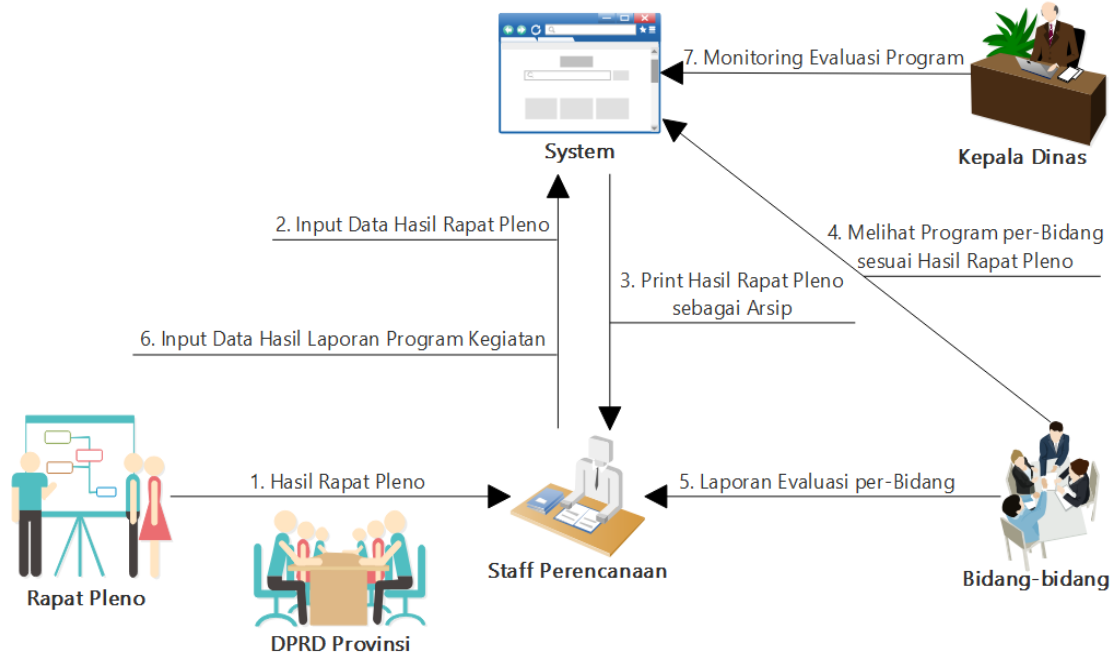 7. Monitoring Evaluasi Program
System
Kepala Dinas
2. Input Data Hasil Rapat Pleno
4. Melihat Program per-Bidang
sesuai Hasil Rapat Pleno
3. Print Hasil Rapat Pleno
sebagai Arsip
6. Input Data Hasil Laporan Program Kegiatan
1. Hasil Rapat Pleno
5. Laporan Evaluasi per-Bidang
Staff Perencanaan
Bidang-bidang
Rapat Pleno
DPRD Provinsi